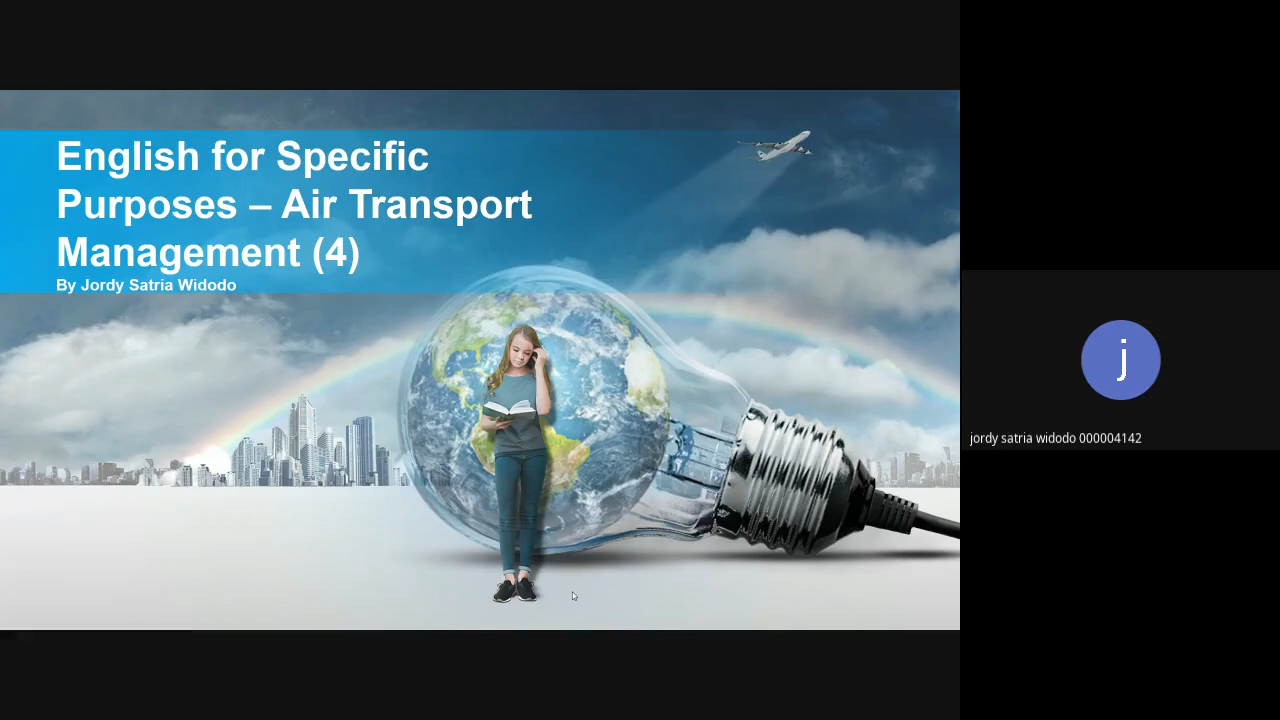 English for Specific
Purposes – Air Transport
Management (4)
By Jordy Satria Widodo
j
jordy satria widodo 000004142